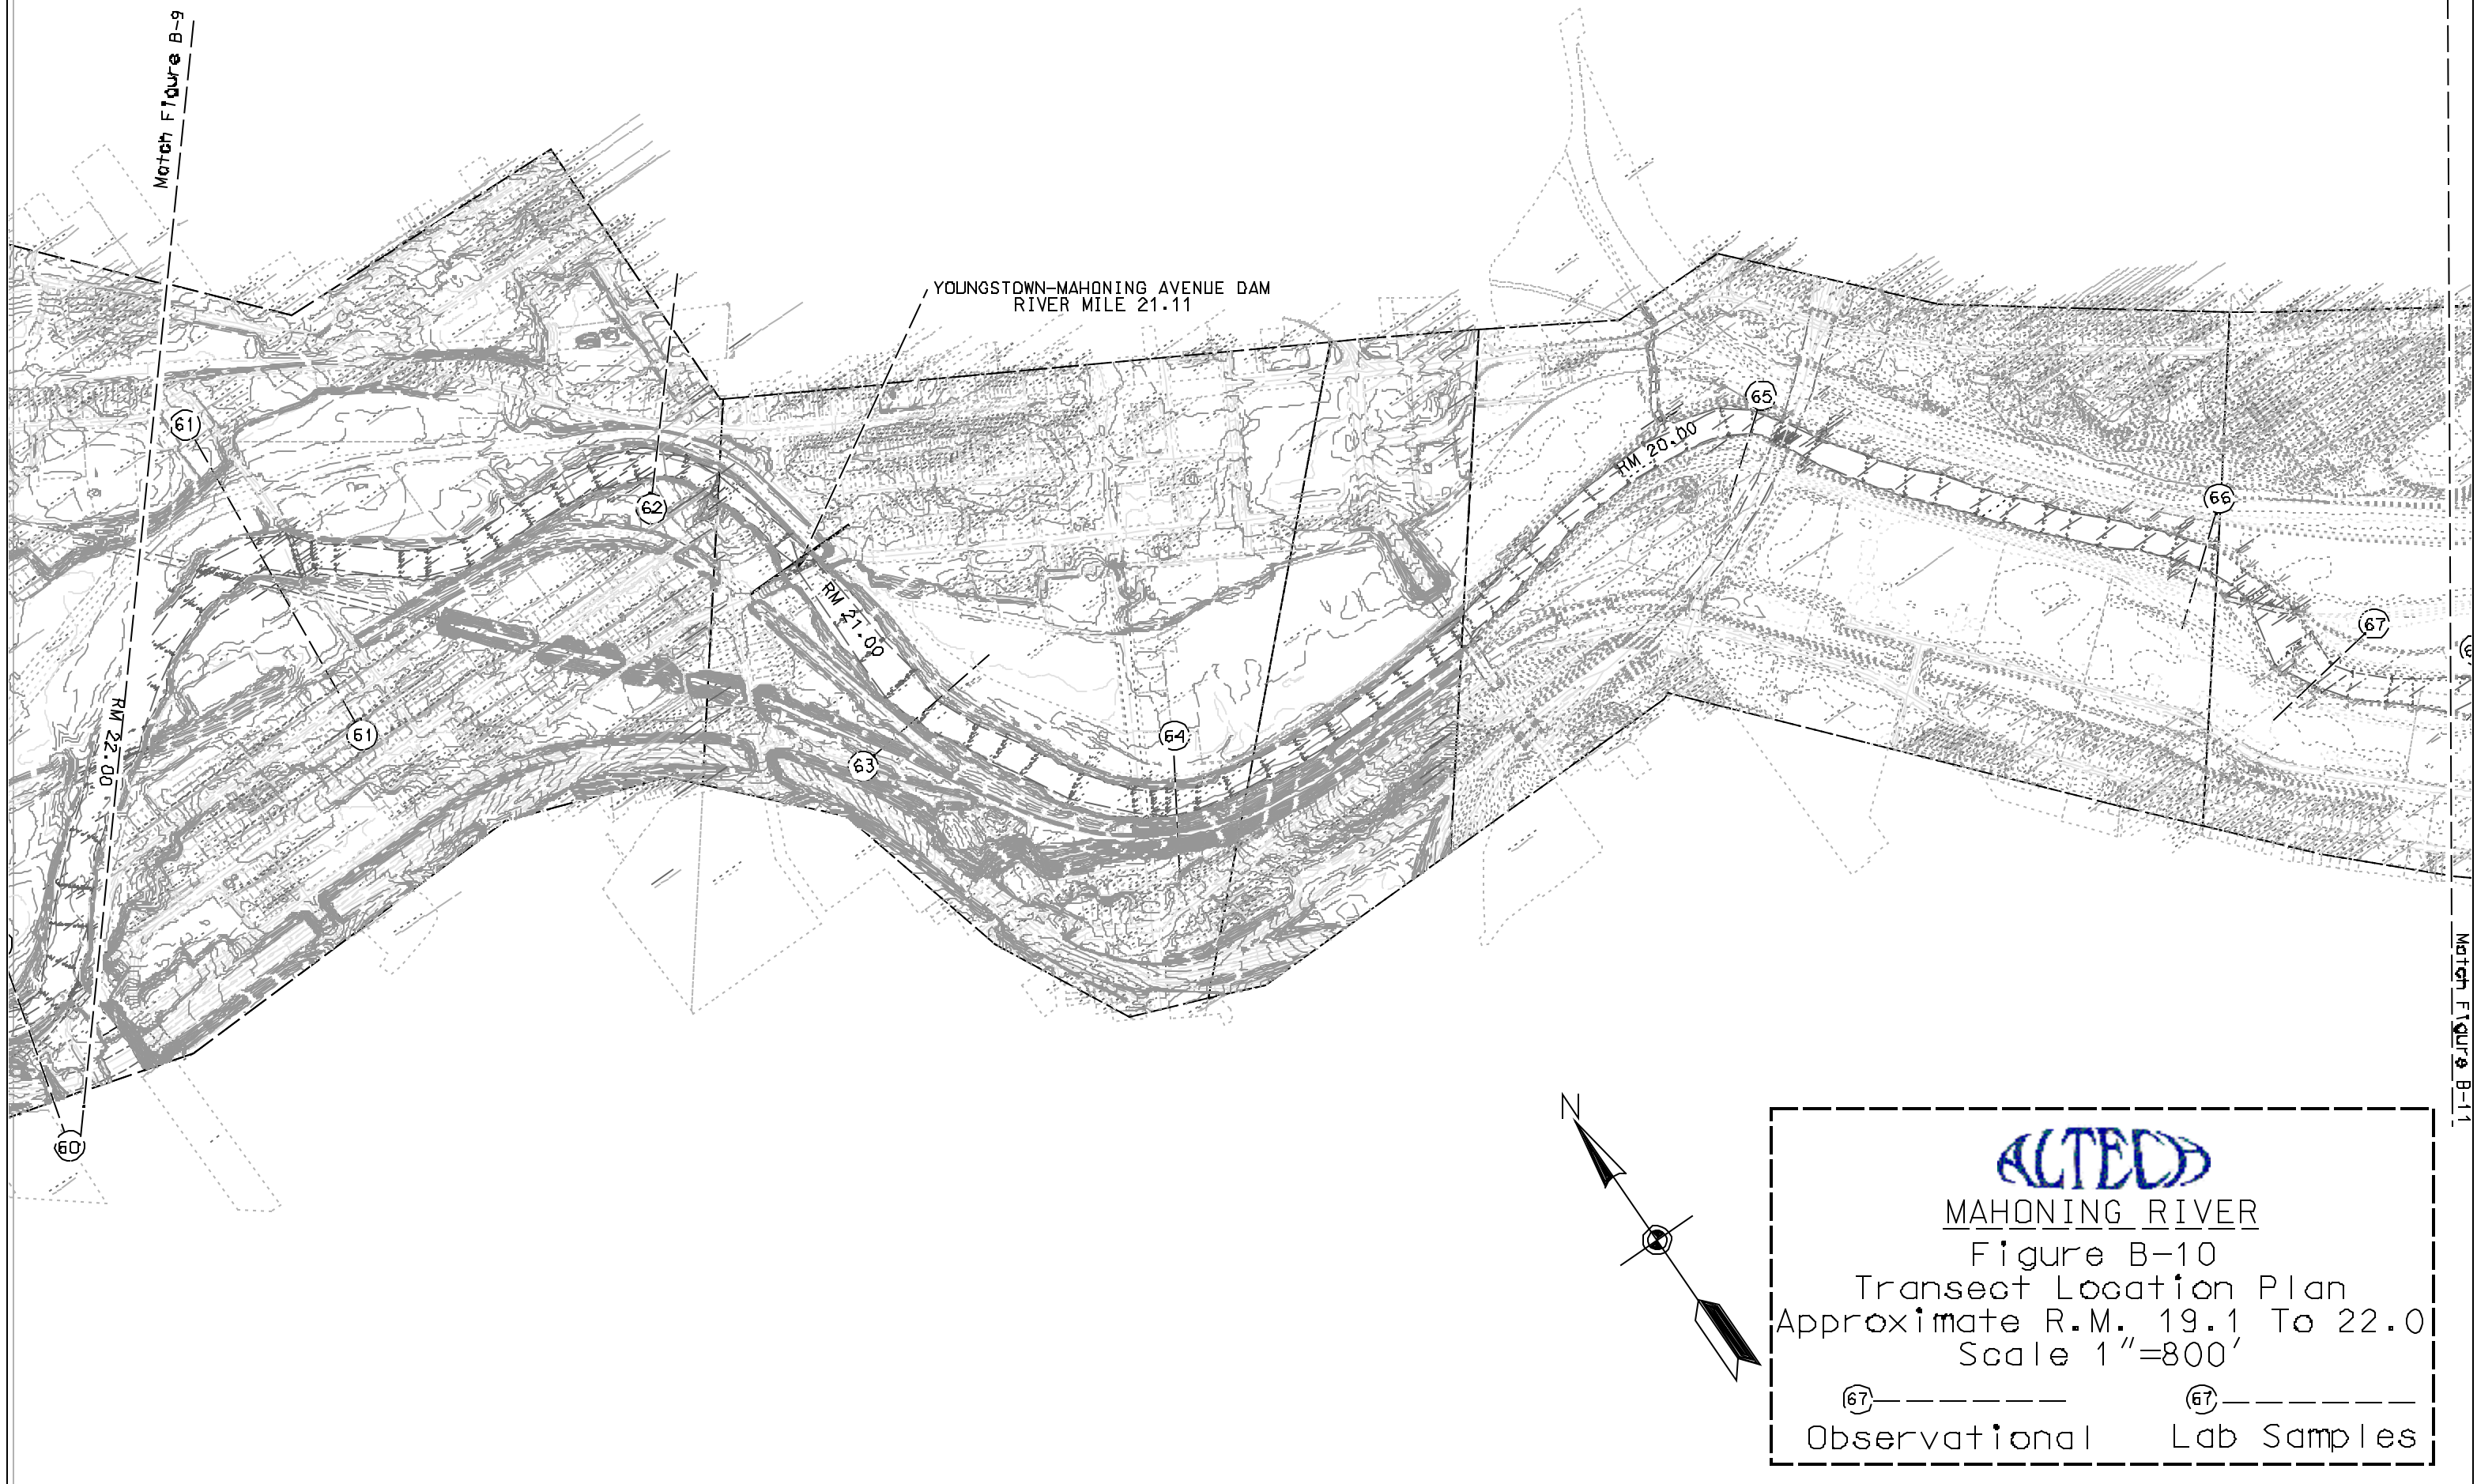 Match Figure B-9
YOUNGSTOWN-MAHONING AVENUE DAM
RIVER MILE 21.11
61
62
65
RM 20.00
66
67
RM 21.00
RM 22.00
61
63
64
60
Match Figure B-11
N
ALTECH
MAHONING RIVER
Figure B-10
Transect Location Plan
Approximate R.M. 19.1 To 22.0
Scale 1"=800'
67
67
Observational
Lab Samples